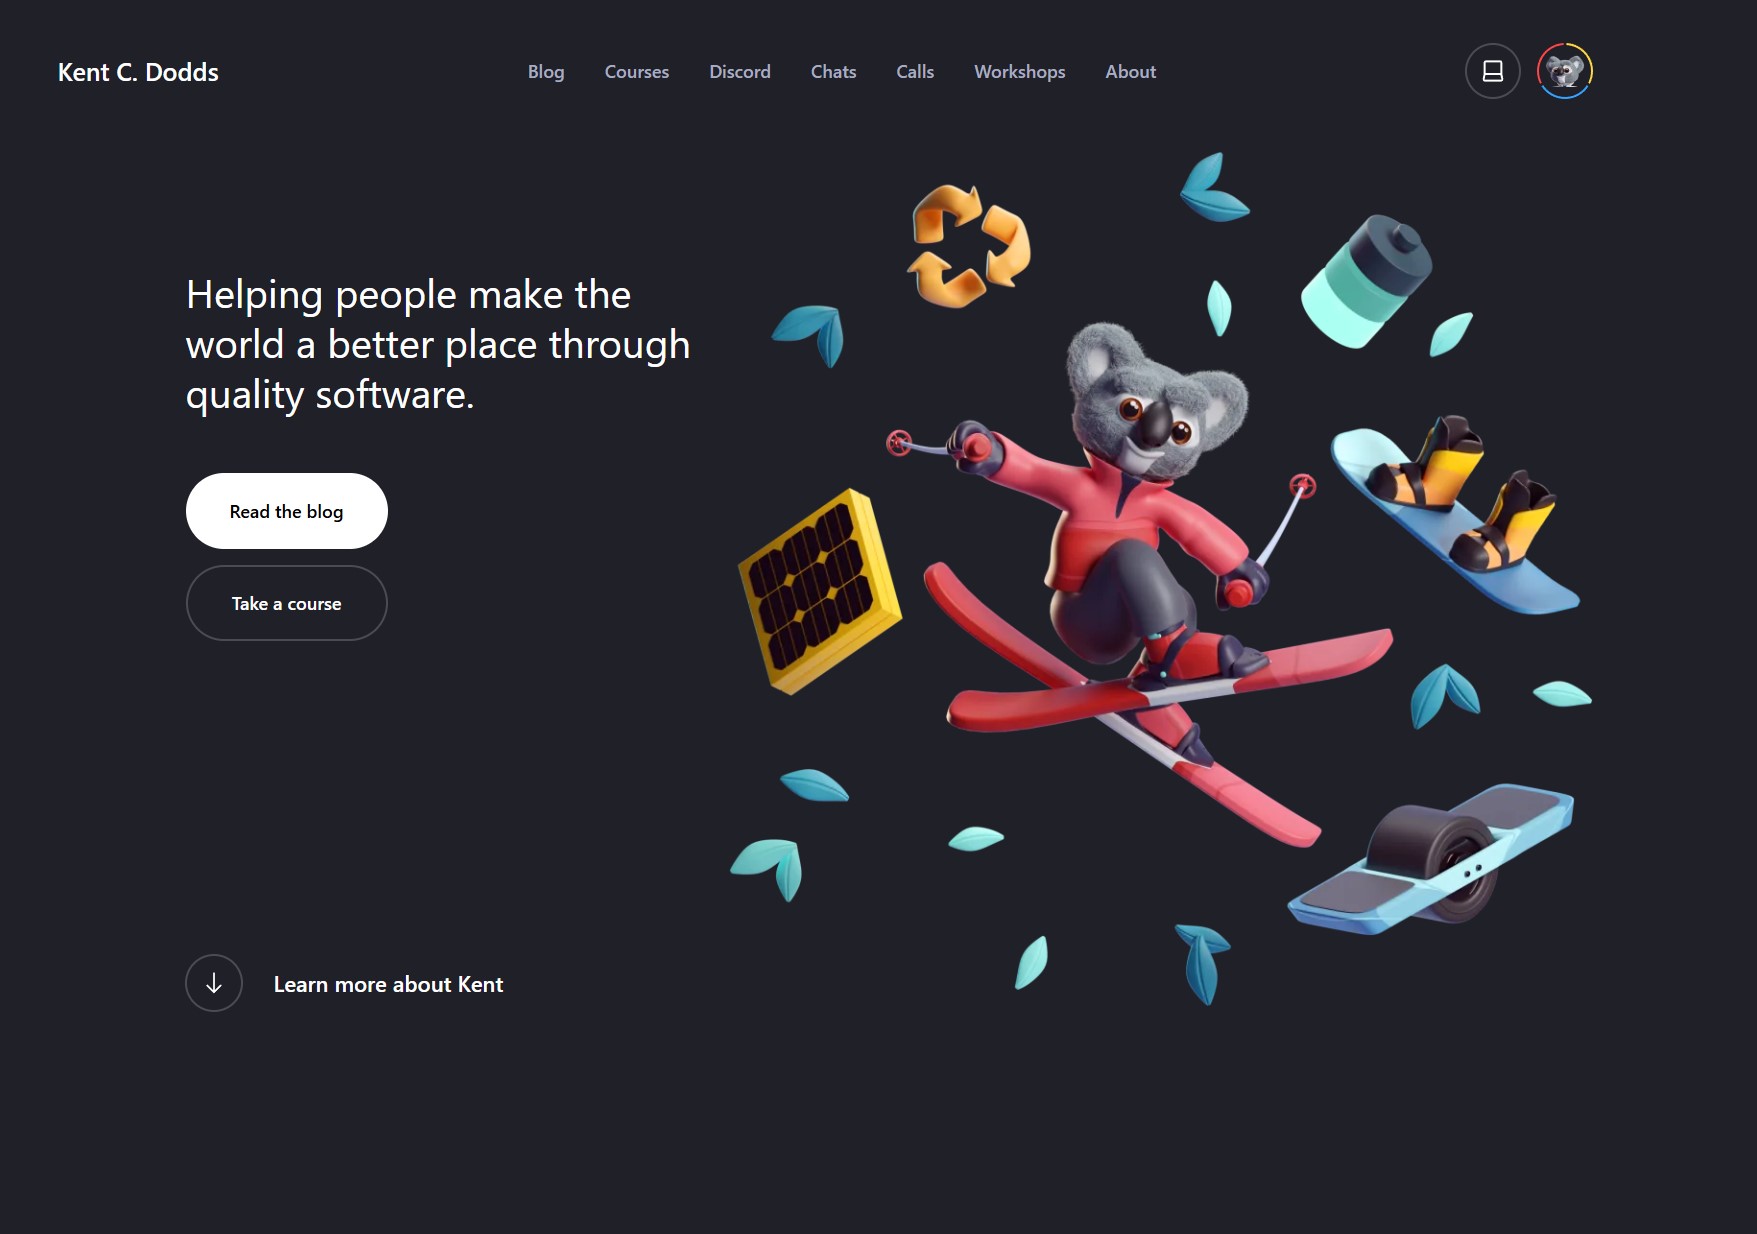 Kent C. Dodds
Blog Courses Discord Chats Calls Workshops About
Helping people make the
world a better place through
quality software.
Read the blog
Take a course
Learn more about Kent